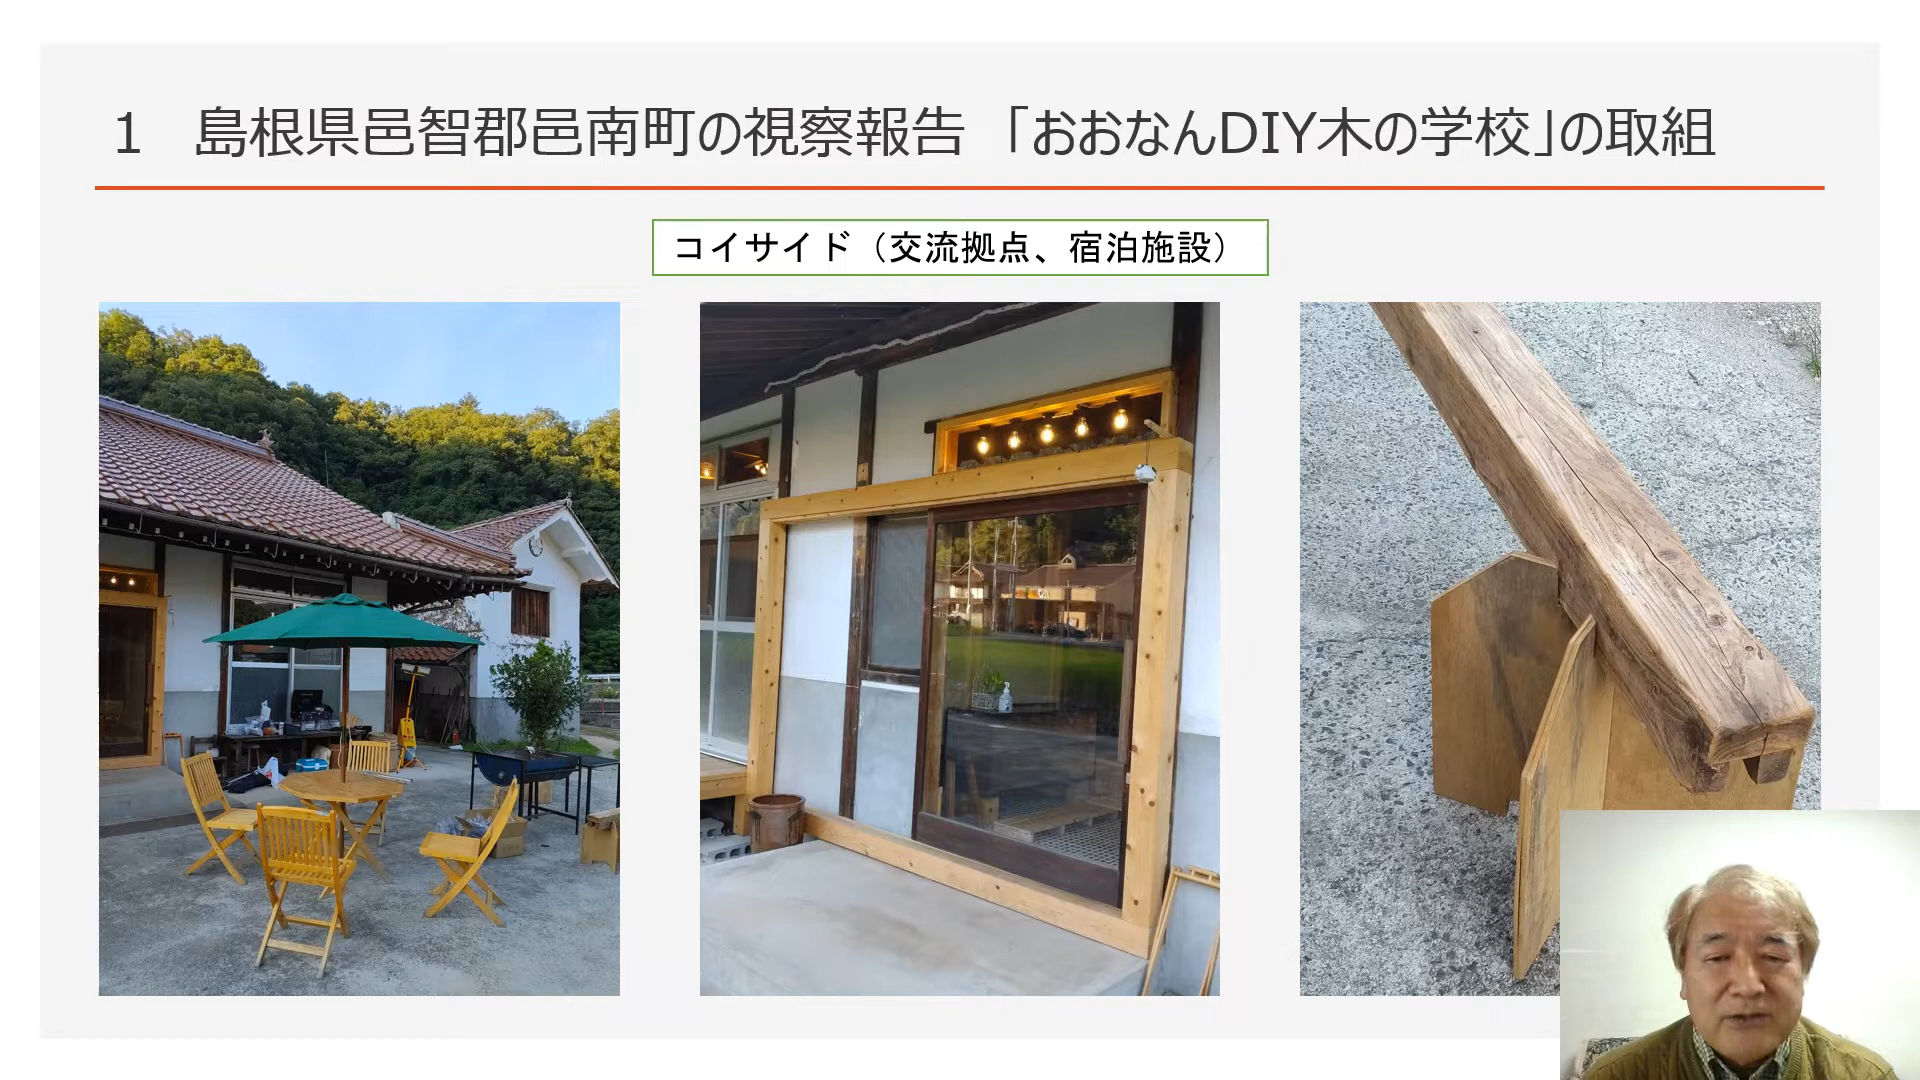 1 島根県邑智郡邑南町の視察報告 「おおなんDIY木の学校」の取組
コイサイド（交流拠点、宿泊施設）